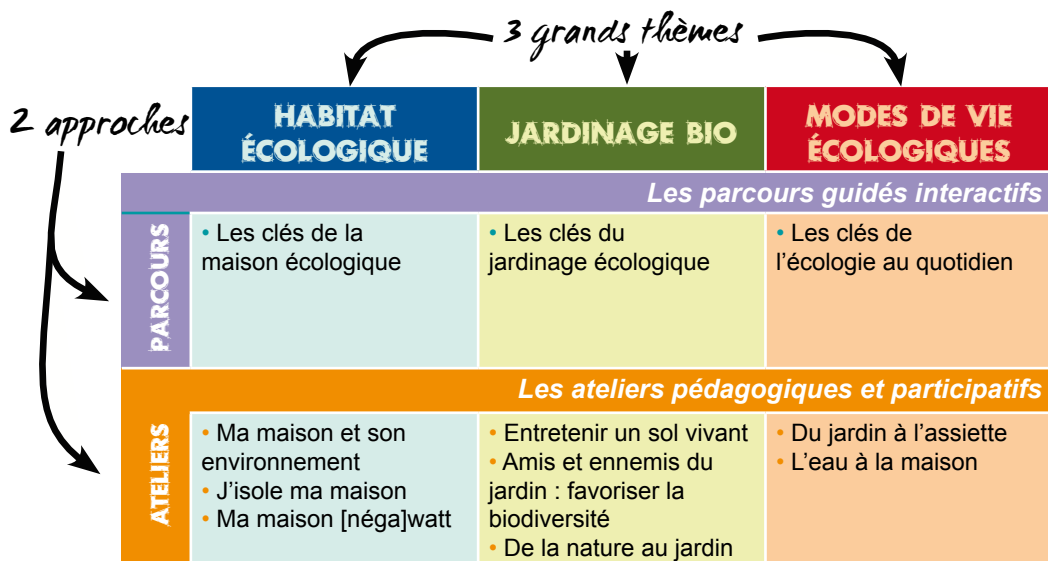 3 grands thèmes
2 approches
HABITAT
ÉCOLOGIQUE
JARDINAGE BIO
MODES DE VIE
ÉCOLOGIQUES
Les parcours guidés interactifs
PARCOURS
• Les clés de la
maison écologique
• Les clés du
jardinage écologique
• Les clés de
l'écologie au quotidien
Les ateliers pédagogiques et participatifs
ATELIERS
• Ma maison et son
environnement
• J'isole ma maison
• Ma maison [néga]watt
• Entretenir un sol vivant
• Amis et ennemis du
jardin : favoriser la
biodiversité
• De la nature au jardin
• Du jardin à l'assiette
• L'eau à la maison